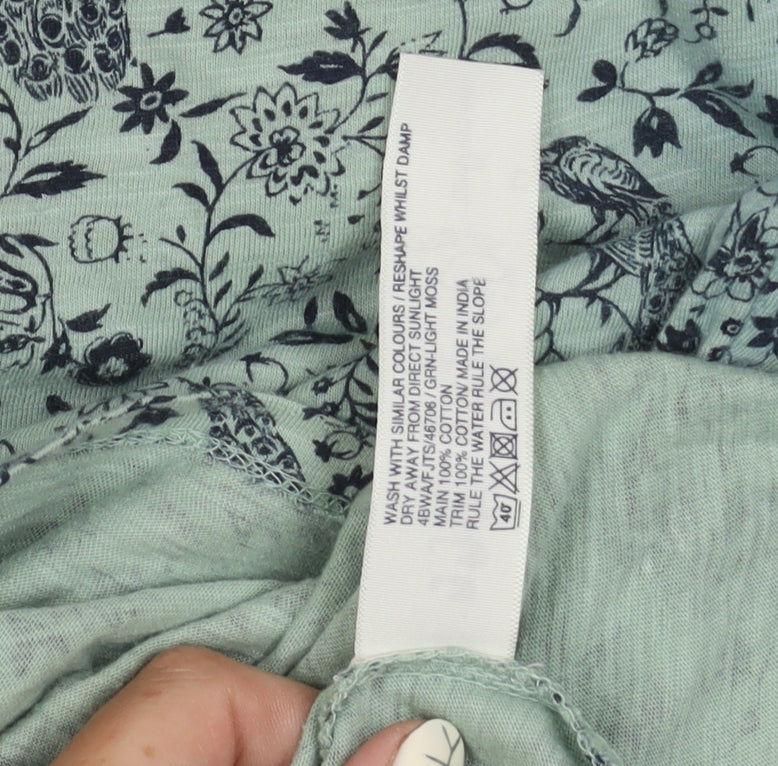 WASH WITH SIMILAR COLOURS / RESHAPE WHILST DAMP
DRY AWAY FROM DIRECT SUNLIGHT
4BWA/FJTS/46706 / GRN-LIGHT MOSS
MAIN 100% COTTON
TRIM 100% COTTON/ MADE IN INDIA
RULE THE WATER RULE THE SLOPE
40°